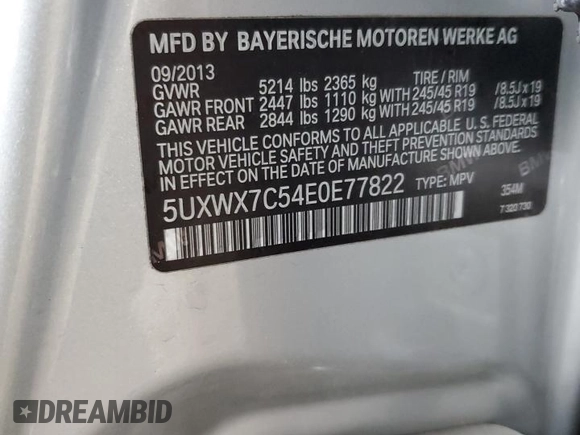 MFD BY BAYERISCHE MOTOREN WERKE AG
09/2013 TIRE / RIM
GVWR 5214 lbs 2365 kg
GAWR FRONT 2447 lbs 1110 kg WITH 245/45 R19 /8.5J x 19
GAWR REAR 2844 lbs 1290 kg WITH 245/45 R19 /8.5J x 19
THIS VEHICLE CONFORMS TO ALL APPLICABLE U. S. FEDERAL
MOTOR VEHICLE SAFETY AND THEFT PREVENTION STANDARDS
IN EFFECT ON THE DATE OF MANUFACTURE SHOWN ABOVE.
5UXWX7C54E0E77822 TYPE: MPV 354M
7 320 730
DREAMBID